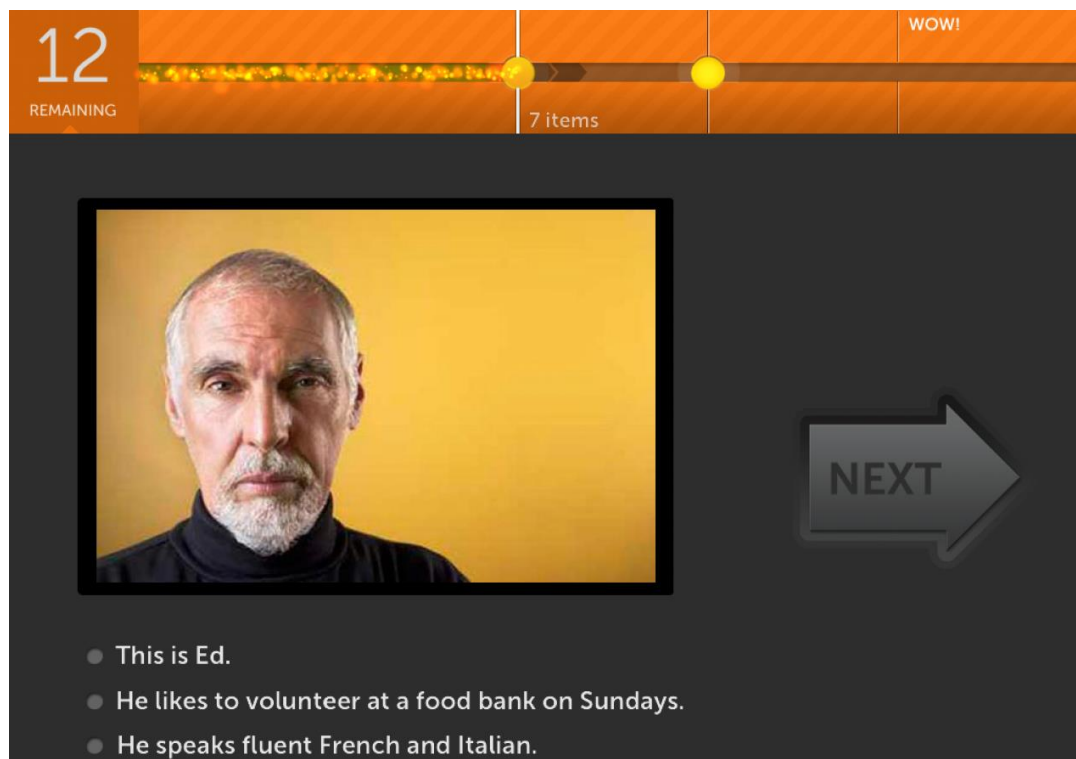 12
REMAINING
7 items
WOW!
NEXT
This is Ed.
He likes to volunteer at a food bank on Sundays.
He speaks fluent French and Italian.